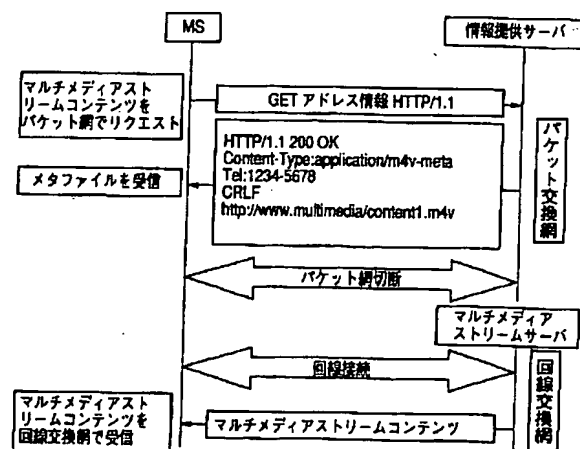 MS
情報提供サーバ
マルチメディアスト
リームコンテンツを
パケット網でリクエスト
GET アドレス情報 HTTP/1.1
HTTP/1.1 200 OK
Content-Type:application/m4v-meta
Tel:1234-5678
CRLF
http://www.multimedia/content1.m4v
メタファイルを受信
パケット交換網
パケット網切断
マルチメディア
ストリームサーバ
回線接続
回線交換網
マルチメディアスト
リームコンテンツを
回線交換網で受信
マルチメディアストリームコンテンツ